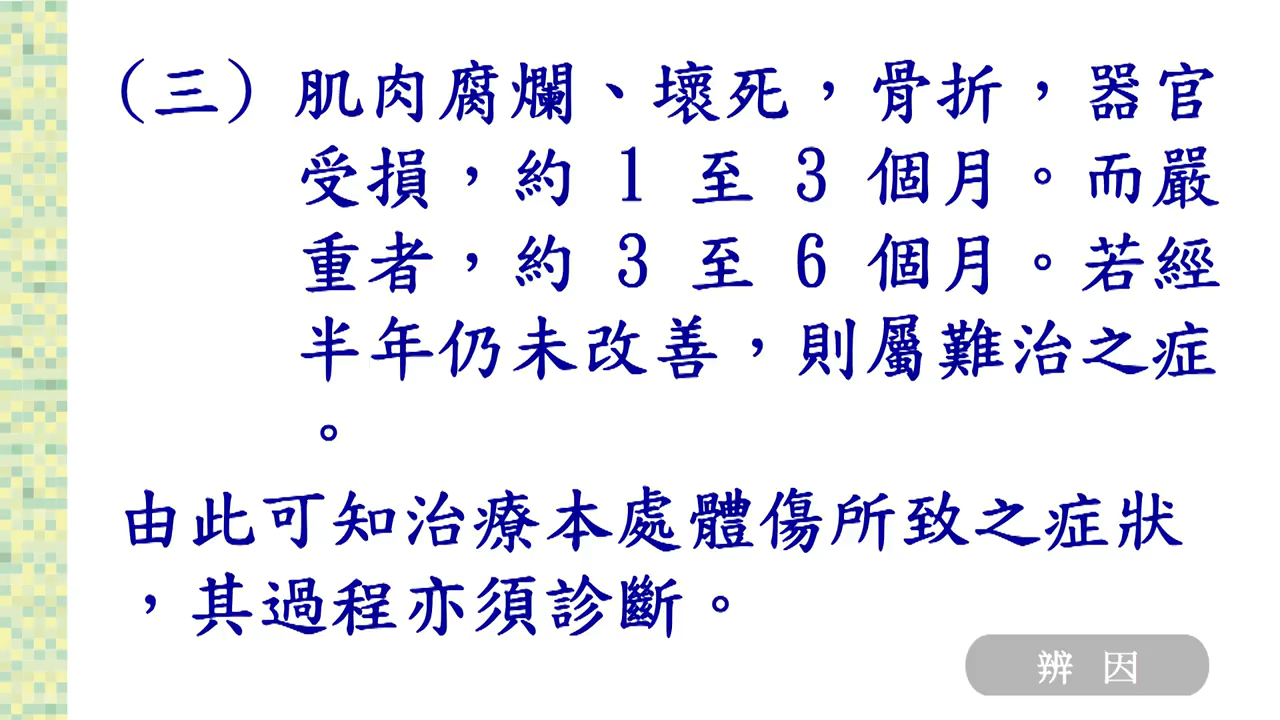 （三）肌肉腐爛、壞死，骨折，器官
受損，約 1 至 3 個月。而嚴
重者，約 3 至 6 個月。若經
半年仍未改善，則屬難治之症
。
由此可知治療本處體傷所致之症狀
，其過程亦須診斷。
辨 因